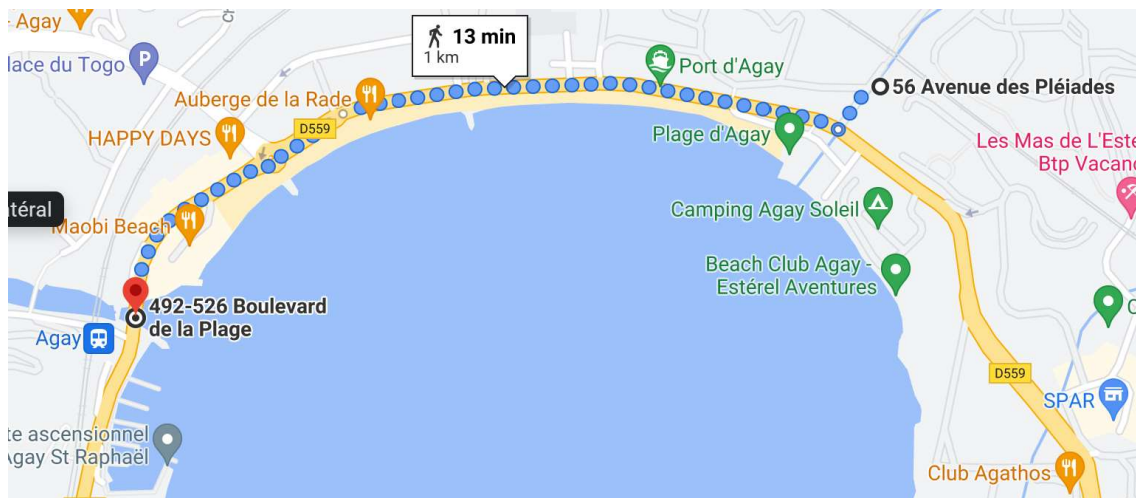 - Agay
13 min
1 km
lace du Togo
P
Port d'Agay
56 Avenue des Pléiades
Auberge de la Rade
D559
HAPPY DAYS
Plage d'Agay
Les Mas de L'Este
Btp Vacanc
atéral
Maobi Beach
Camping Agay Soleil
Beach Club Agay -
Estérel Aventures
492-526 Boulevard
de la Plage
Agay
D559
C
SPAR
te ascensionnel
Agay St Raphaël
Club Agathos